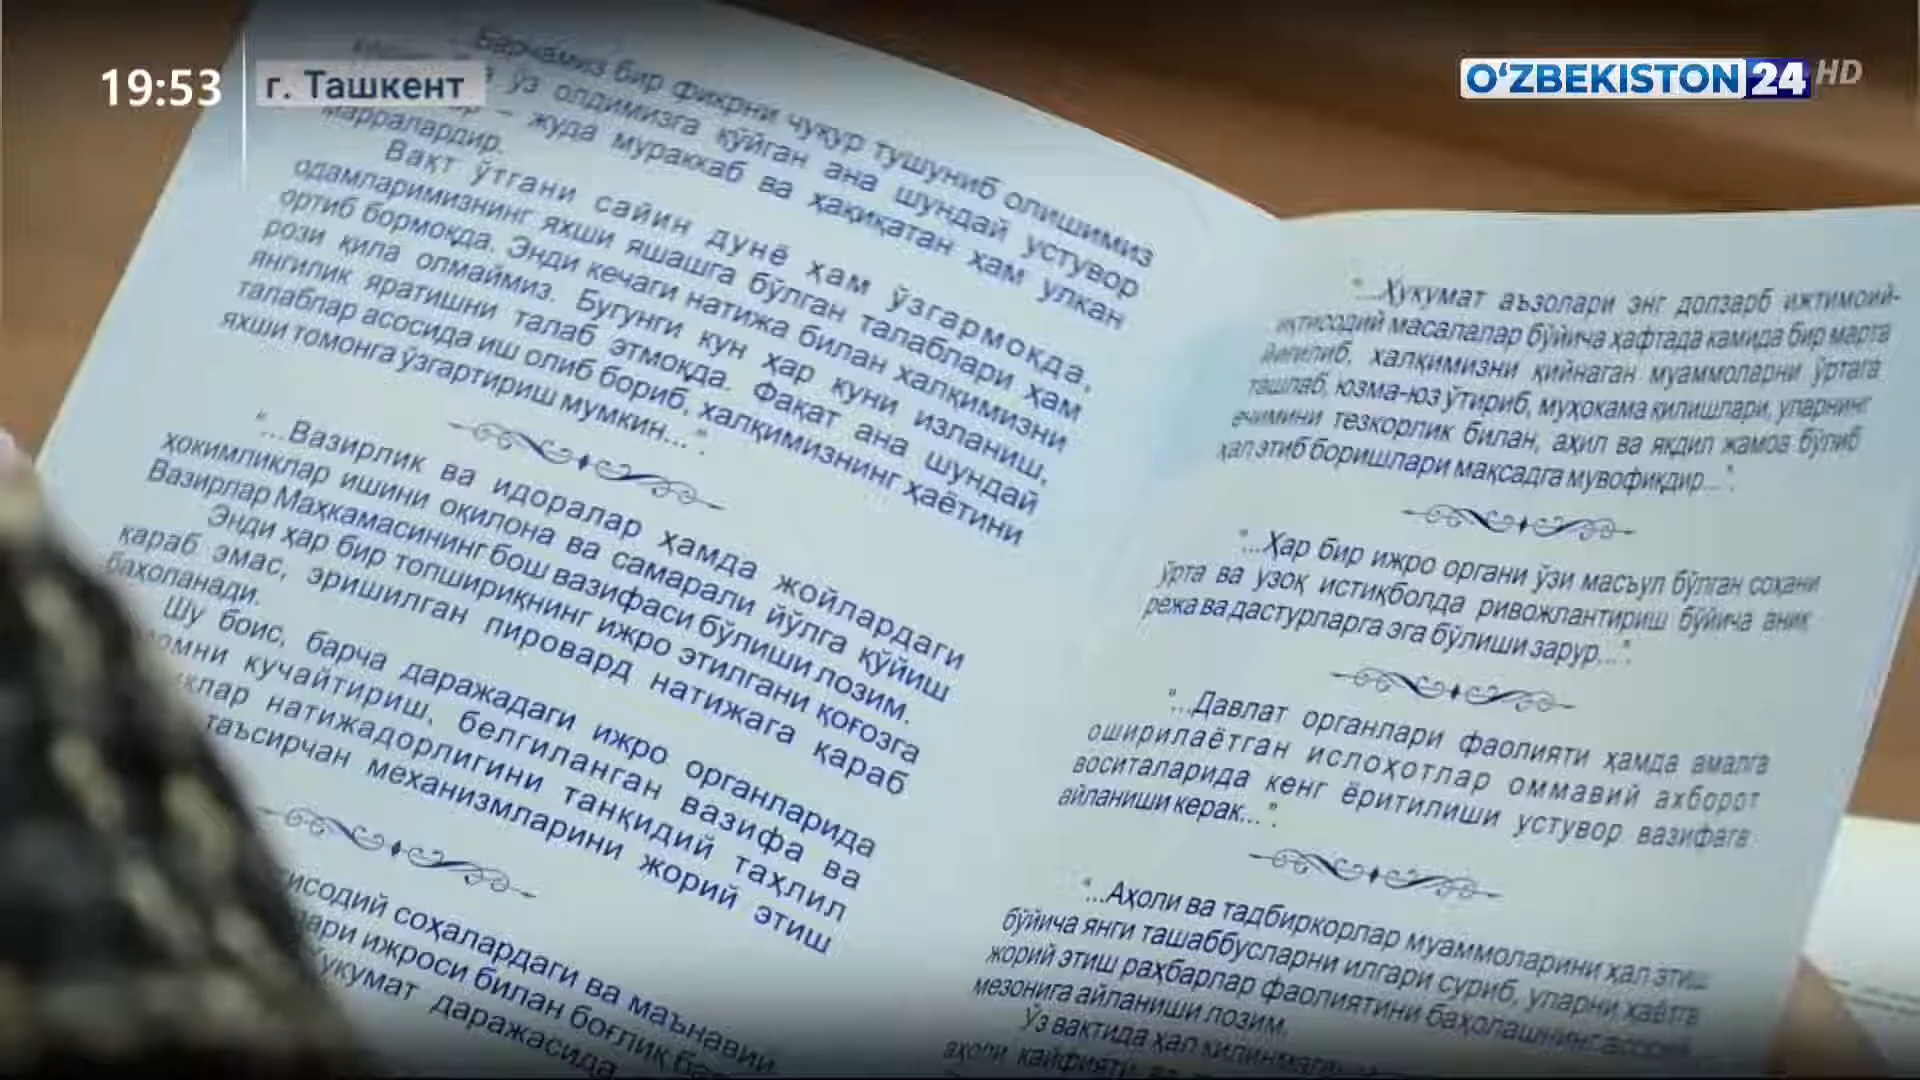 19:53
г. Ташкент
O‘ZBEKISTON 24 HD
Барчамиз бир фикрни чуқур тушуниб олишимиз
ўз олдимизга қўйган ана шундай устувор
– жуда мураккаб ва ҳақиқатан ҳам улкан
марралардир.
Вақт ўтгани сайин дунё ҳам ўзгармоқда,
одамларимизнинг яхши яшашга бўлган талаблари ҳам
ортиб бормоқда. Энди кечаги натижа билан халқимизни
рози қила олмаймиз. Бугунги кун ҳар куни изланиш,
янгилик яратишни талаб этмоқда. Фақат ана шундай
талаблар асосида иш олиб бориб, халқимизнинг ҳаётини
яхши томонга ўзгартириш мумкин...".
"...Вазирлик ва идоралар ҳамда жойлардаги
ҳокимликлар ишини оқилона ва самарали йўлга қўйиш
Вазирлар Маҳкамасининг бош вазифаси бўлиши лозим.
Энди ҳар бир топшириқнинг ижро этилгани қоғозга
қараб эмас, эришилган пировард натижага қараб
баҳоланади.
Шу боис, барча даражадаги ижро органларида
кучайтириш, белгиланган вазифа ва
натижадорлигини танқидий таҳлил
таъсирчан механизмларини жорий этиш
соҳалардаги ва маънавий
ижроси билан боғлиқ
даражасида
"...Ҳукумат аъзолари энг долзарб ижтимоий-
иқтисодий масалалар бўйича ҳафтада камида бир марта
йиғилиб, халқимизни қийнаган муаммоларни ўртага
ташлаб, юзма-юз ўтириб, муҳокама қилишлари, уларнинг
ечимини тезкорлик билан, аҳил ва якдил жамоа бўлиб
ҳал этиб боришлари мақсадга мувофиқдир...".
"...Ҳар бир ижро органи ўзи масъул бўлган соҳани
ўрта ва узоқ истиқболда ривожлантириш бўйича аниқ
режа ва дастурларга эга бўлиши зарур...".
"...Давлат органлари фаолияти ҳамда амалга
оширилаётган ислоҳотлар оммавий ахборот
воситаларида кенг ёритилиши устувор вазифага
айланиши керак...".
"...Аҳоли ва тадбиркорлар муаммоларини ҳал этиш
бўйича янги ташаббусларни илгари суриб, уларни ҳаётга
жорий этиш раҳбарлар фаолиятини баҳолашнинг асосий
мезонига айланиши лозим.
Ўз вақтида ҳал
аҳоли кайфияти